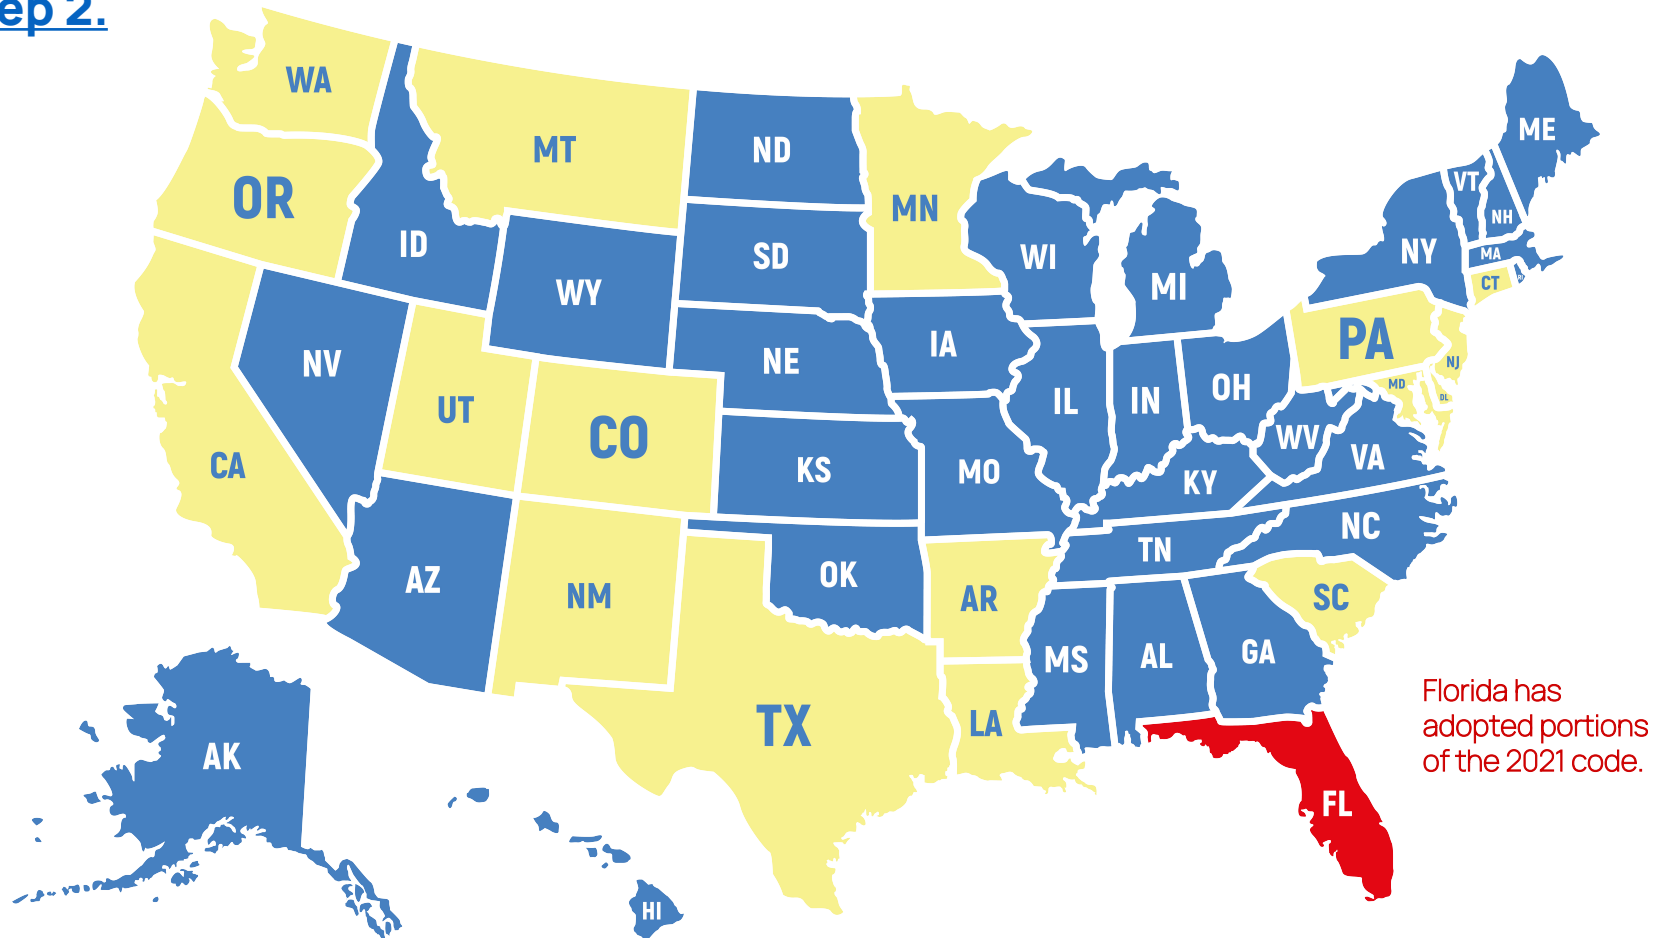 ep 2.
WA
MT
ND
ME
OR
MN
VT
NH
ID
SD
WI
NY
MA
WY
MI
CT
RI
NV
NE
IA
PA
NJ
UT
CO
IL
IN
OH
MD
DL
CA
KS
MO
WV
VA
KY
AZ
NM
OK
TN
NC
AR
SC
MS
AL
GA
TX
LA
Florida has
adopted portions
of the 2021 code.
AK
FL
HI